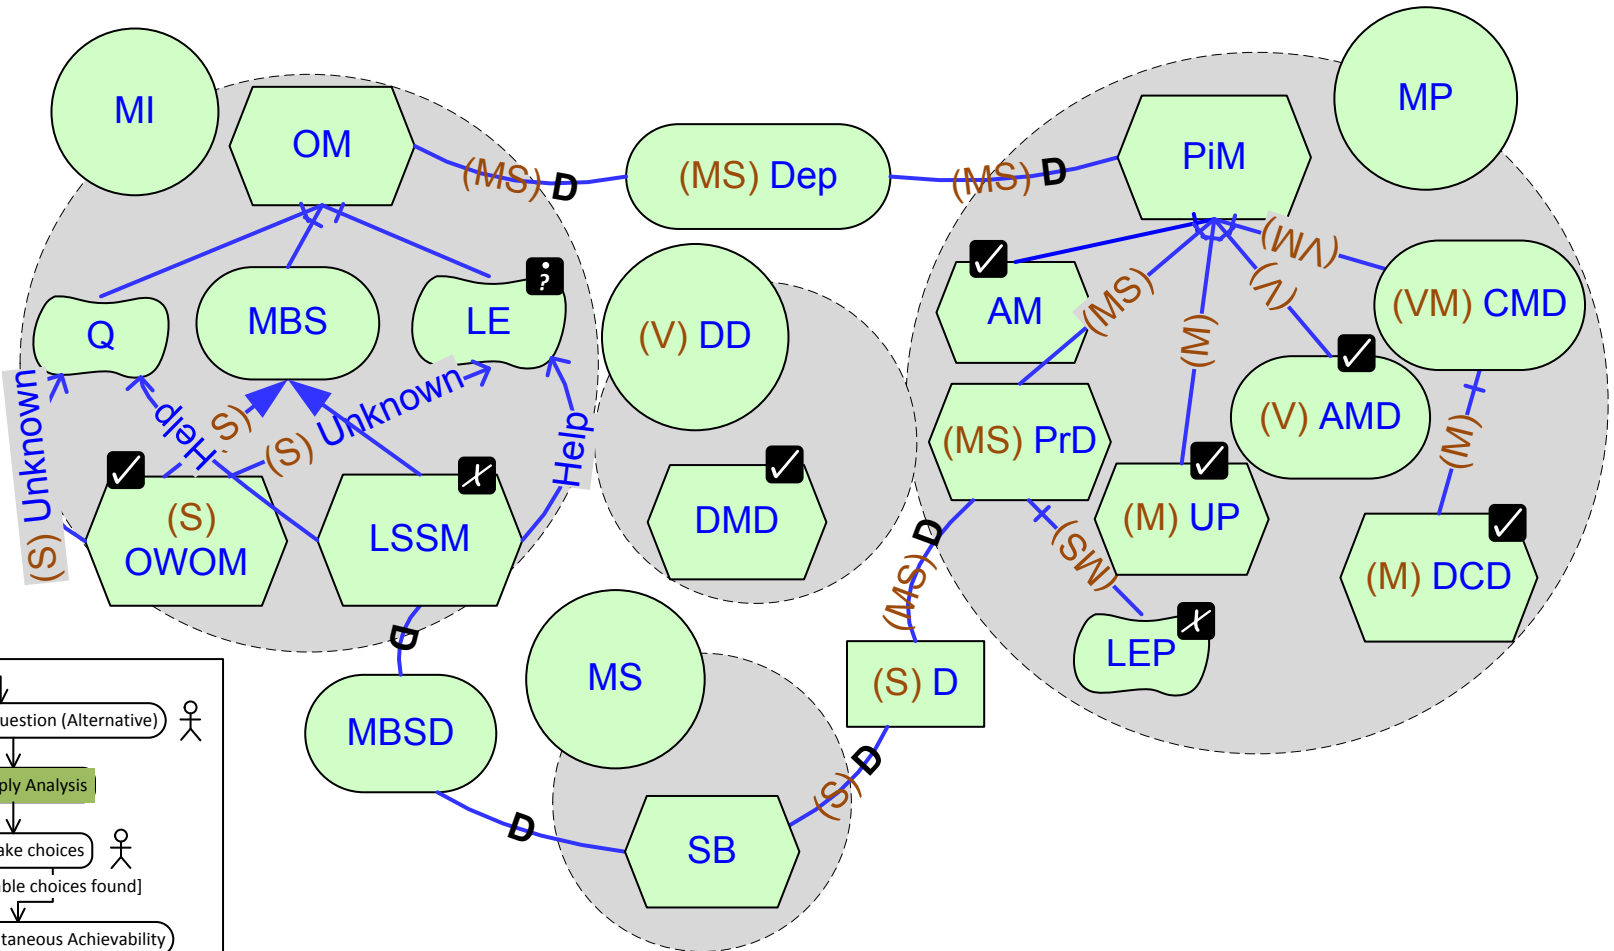 MI
OM
(MS) D
(MS) Dep
(MS) D
PiM
MP
Q
MBS
LE
?
(V) DD
AM
(MS)
(M)
(V)
(VM)
(VM) CMD
(V) AMD
(M)
(S) Unknown
Help
(S)
(S) Unknown
Help
(S)
OWOM
LSSM
DMD
(MS) PrD
(M) UP
(M) DCD
(MS) D
(MS)
LEP
D
MBSD
D
MS
(S) D
(S) D
SB
uestion (Alternative)
ply Analysis
ake choices
ble choices found]
taneous Achievability